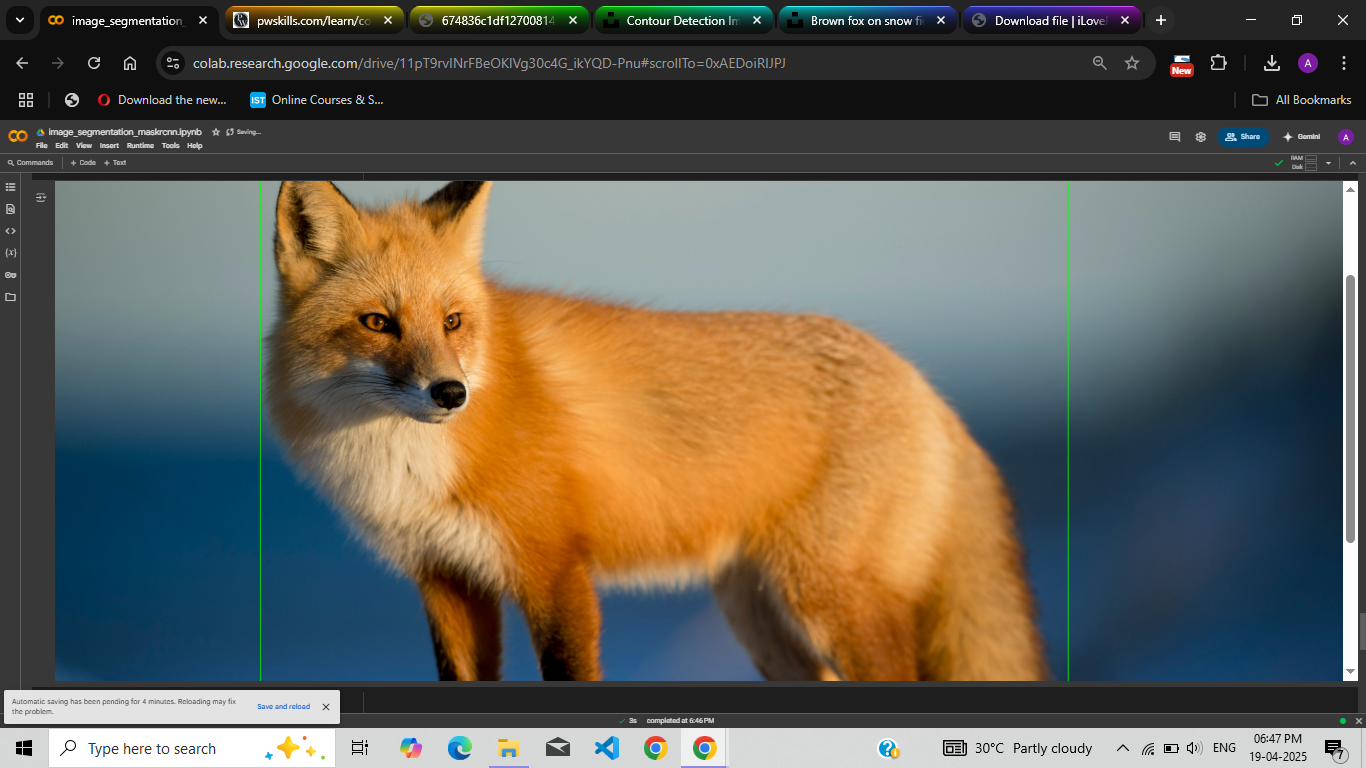 image_segmentation_
pwskills.com/learn/co
674836c1df12700814
Contour Detection Im
Brown fox on snow fi
Download file | iLovel
colab.research.google.com/drive/11pT9rvINrFBeOKIVg30c4G_ikYQD-Pnu#scrollTo=0xAEDoiRIJPJ
New
A
Download the new...
IST
Online Courses & S...
All Bookmarks
image_segmentation_maskrcnn.ipynb
Saving...
File Edit View Insert Runtime Tools Help
Share
Gemini
A
Commands + Code + Text
RAM
Disk
Automatic saving has been pending for 4 minutes. Reloading may fix
the problem.
Save and reload
3s completed at 6:46 PM
Type here to search
30°C Partly cloudy
ENG
06:47 PM
19-04-2025
7